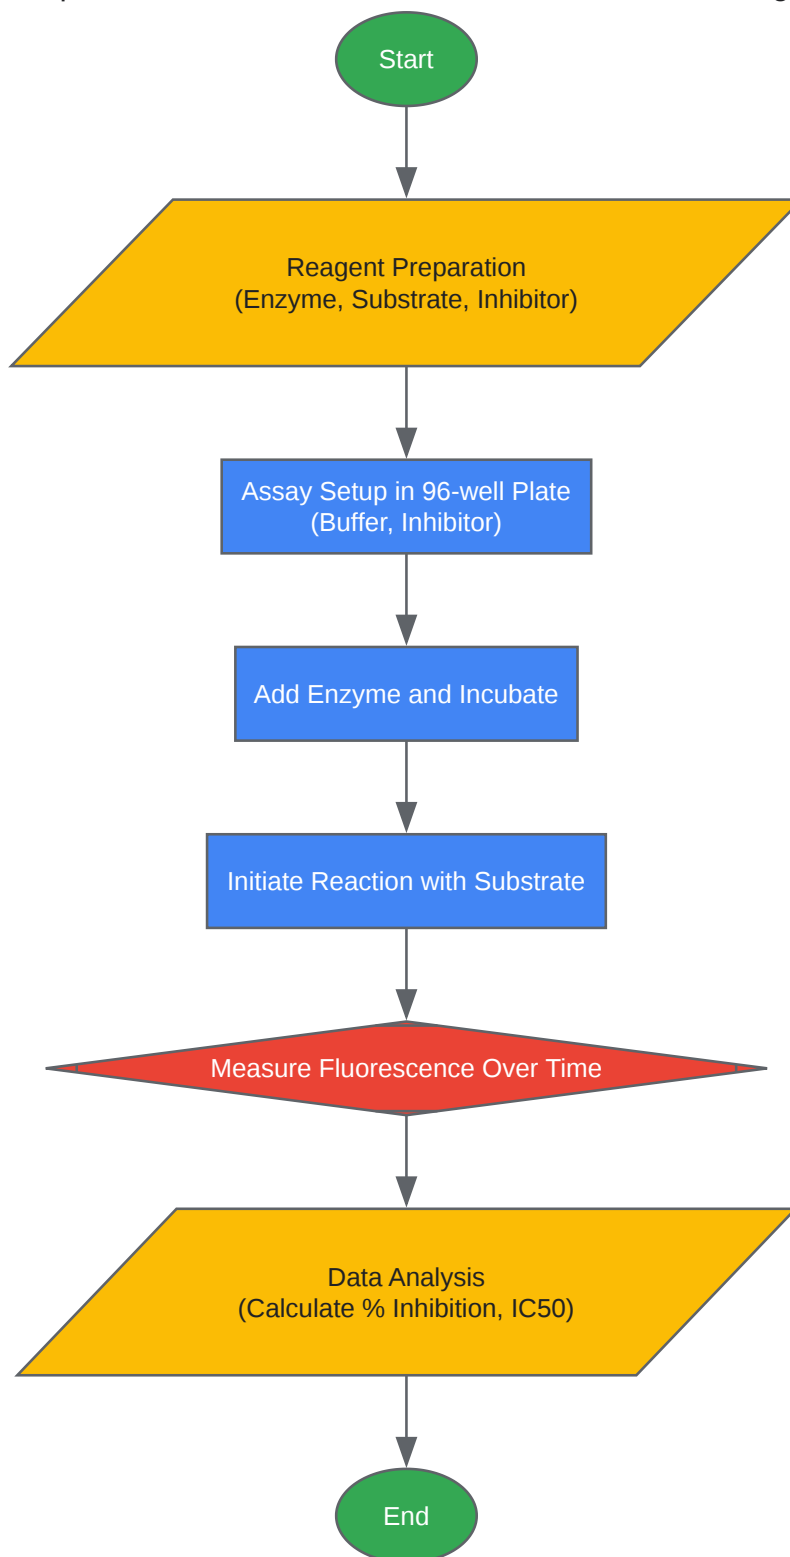 Start
Reagent Preparation
(Enzyme, Substrate, Inhibitor)
Assay Setup in 96-well Plate
(Buffer, Inhibitor)
Add Enzyme and Incubate
Initiate Reaction with Substrate
Measure Fluorescence Over Time
Data Analysis
(Calculate % Inhibition, IC50)
End